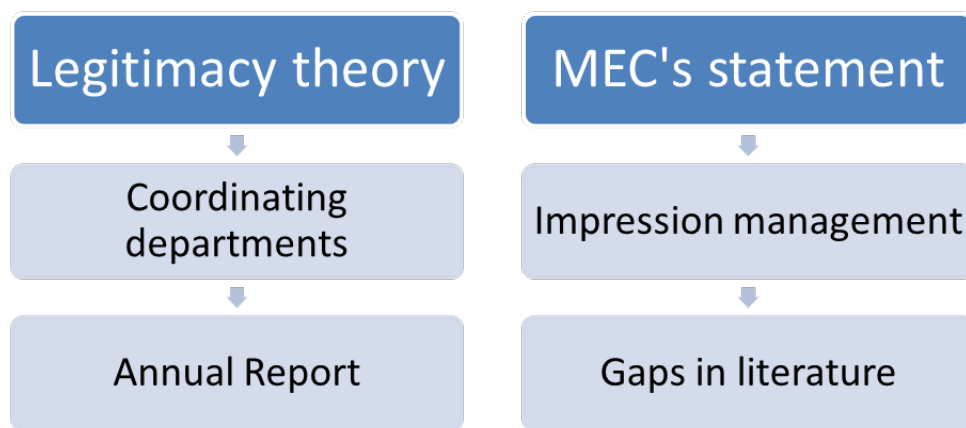 Legitimacy theory
Coordinating
departments
Annual Report
MEC's statement
Impression management
Gaps in literature